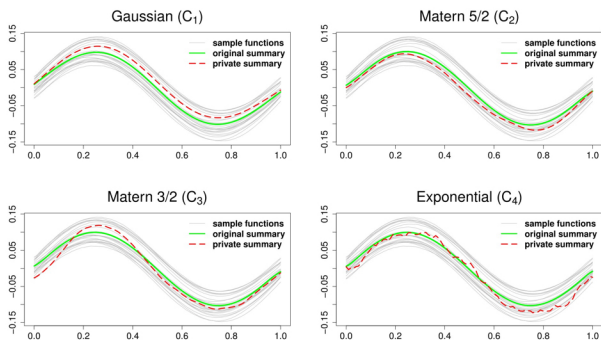 Gaussian (C1)
0.15
0.05
−0.05
−0.15
sample functions
original summary
private summary
0.0 0.2 0.4 0.6 0.8 1.0
Matern 5/2 (C2)
0.15
0.05
−0.05
−0.15
sample functions
original summary
private summary
0.0 0.2 0.4 0.6 0.8 1.0
Matern 3/2 (C3)
0.15
0.05
−0.05
−0.15
sample functions
original summary
private summary
0.0 0.2 0.4 0.6 0.8 1.0
Exponential (C4)
0.15
0.05
−0.05
−0.15
sample functions
original summary
private summary
0.0 0.2 0.4 0.6 0.8 1.0